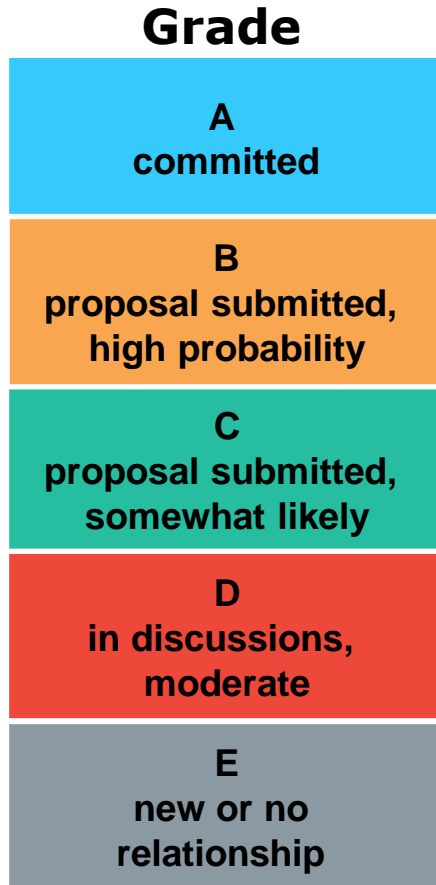 Grade
A
committed
B
proposal submitted,
high probability
C
proposal submitted,
somewhat likely
D
in discussions,
moderate
E
new or no
relationship